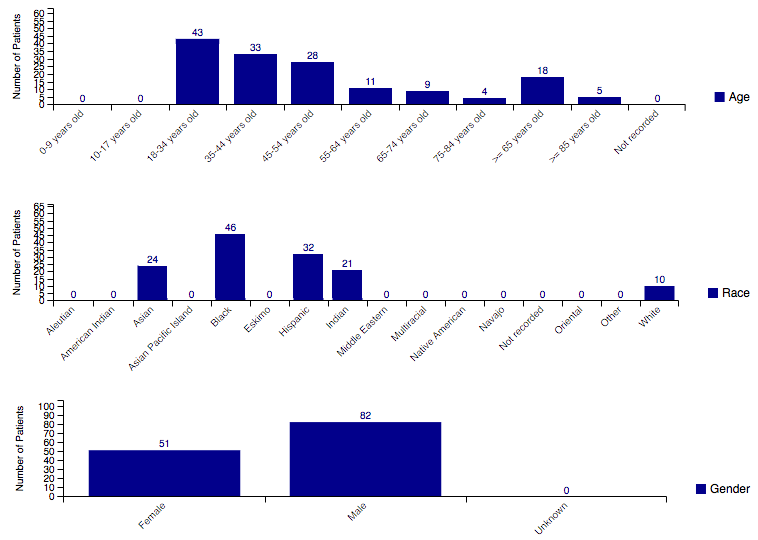 Number of Patients
60
55
50
45
40
35
30
25
20
15
10
5
0
0
0
43
33
28
11
9
4
18
5
0
0-9 years old
10-17 years old
18-34 years old
35-44 years old
45-54 years old
55-64 years old
65-74 years old
75-84 years old
>= 65 years old
>= 85 years old
Not recorded
Age
Number of Patients
65
60
55
50
45
40
35
30
25
20
15
10
5
0
0
0
24
0
46
0
32
21
0
0
0
0
0
0
0
10
Aleutian
American Indian
Asian
Asian Pacific Island
Black
Eskimo
Hispanic
Indian
Middle Eastern
Multiracial
Native American
Navajo
Not recorded
Oriental
Other
White
Race
Number of Patients
100
90
80
70
60
50
40
30
20
10
0
51
82
0
Female
Male
Unknown
Gender